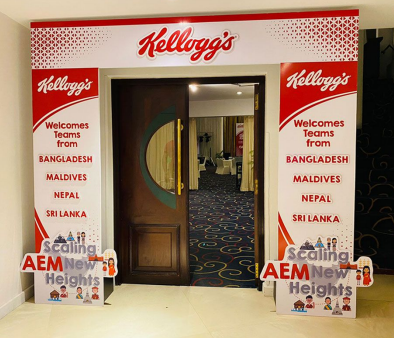 Kellogg's
Kellogg's
Welcomes
Teams
from
BANGLADESH
MALDIVES
NEPAL
SRI LANKA
Scaling
AEM New
Heights
Kellogg's
Welcomes
Teams
from
BANGLADESH
MALDIVES
NEPAL
SRI LANKA
Scaling
AEM New
Heights